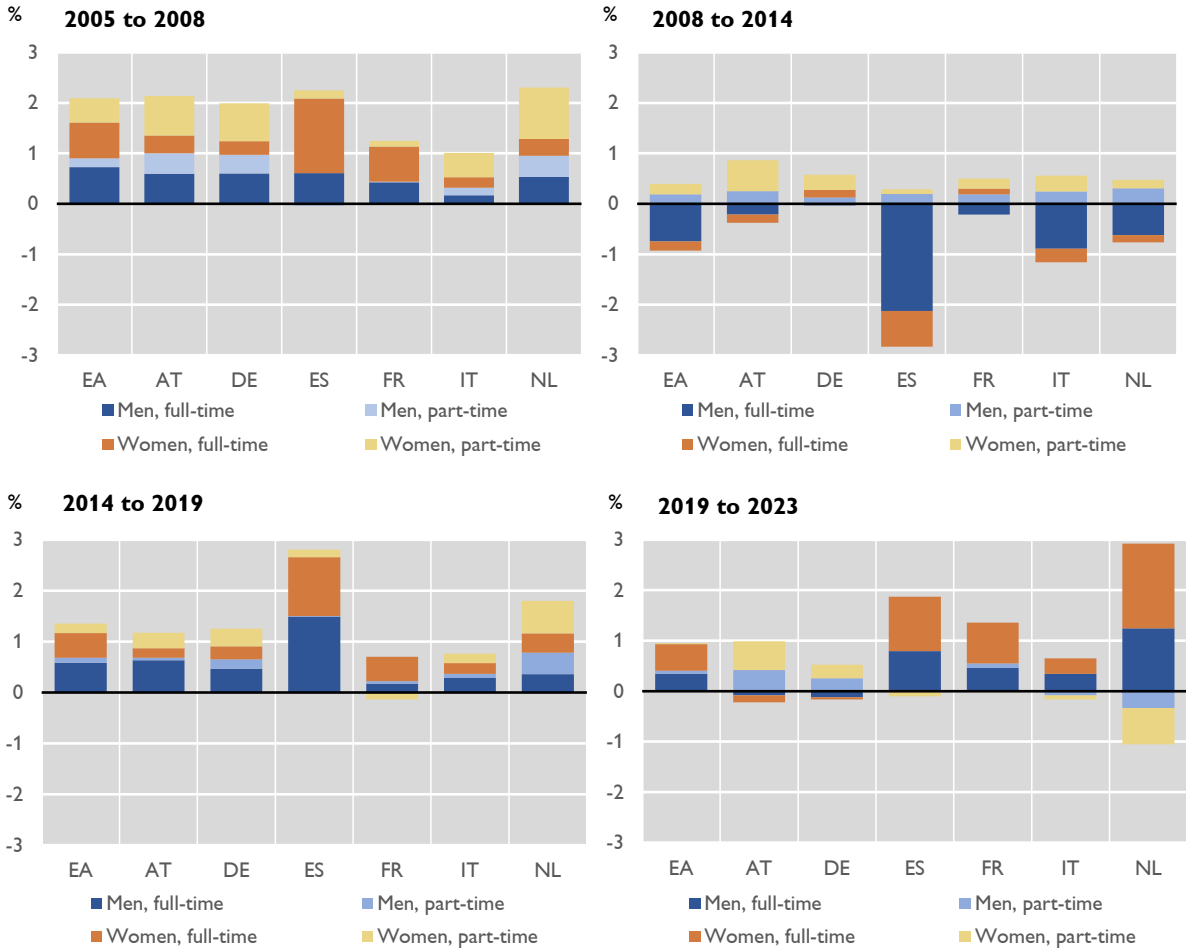 % 2005 to 2008
3
2
1
0
-1
-2
-3
EA AT DE ES FR IT NL
Men, full-time Men, part-time
Women, full-time Women, part-time
% 2008 to 2014
3
2
1
0
-1
-2
-3
EA AT DE ES FR IT NL
Men, full-time Men, part-time
Women, full-time Women, part-time
% 2014 to 2019
3
2
1
0
-1
-2
-3
EA AT DE ES FR IT NL
Men, full-time Men, part-time
Women, full-time Women, part-time
% 2019 to 2023
3
2
1
0
-1
-2
-3
EA AT DE ES FR IT NL
Men, full-time Men, part-time
Women, full-time Women, part-time